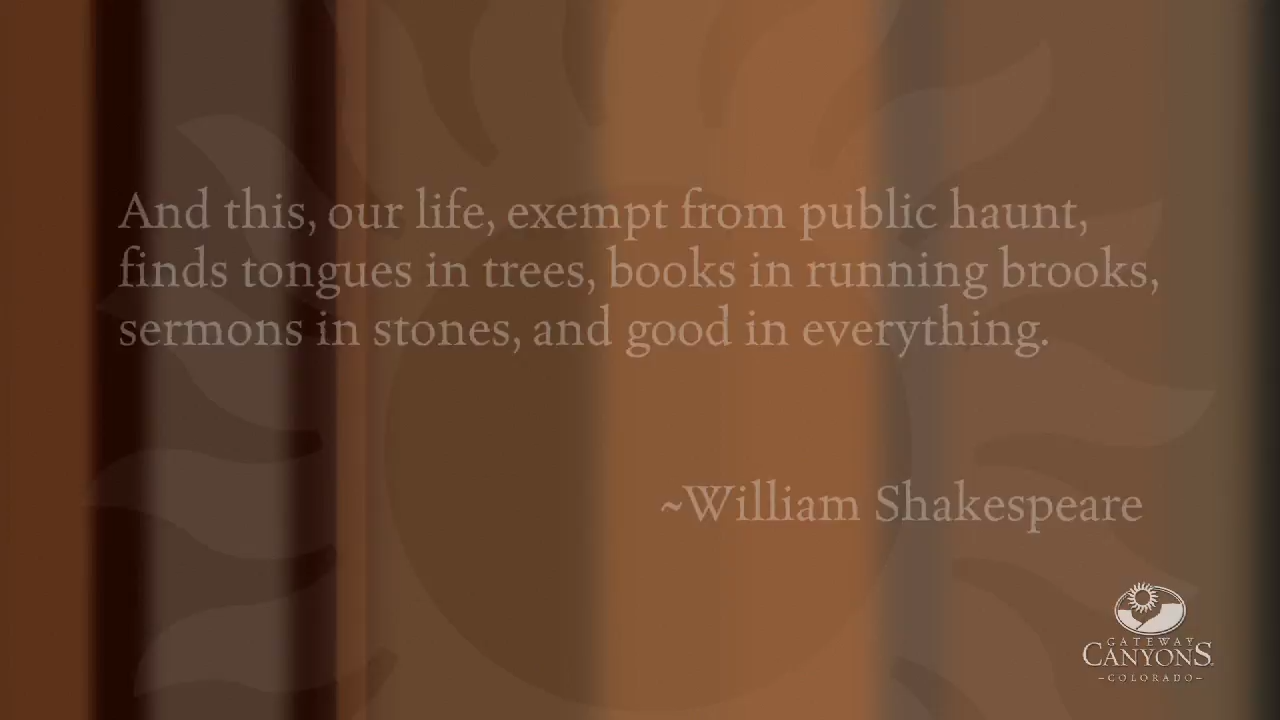 And this, our life, exempt from public haunt,
finds tongues in trees, books in running brooks,
sermons in stones, and good in everything.
~William Shakespeare
GATEWAY
CANYONS
-COLORADO-